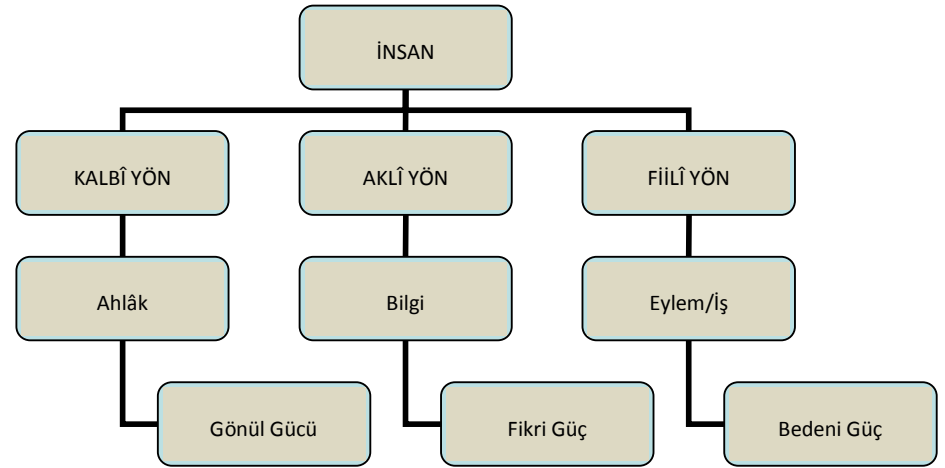 İNSAN
KALBÎ YÖN
AKLÎ YÖN
FİİLÎ YÖN
Ahlâk
Bilgi
Eylem/İş
Gönül Gücü
Fikri Güç
Bedeni Güç